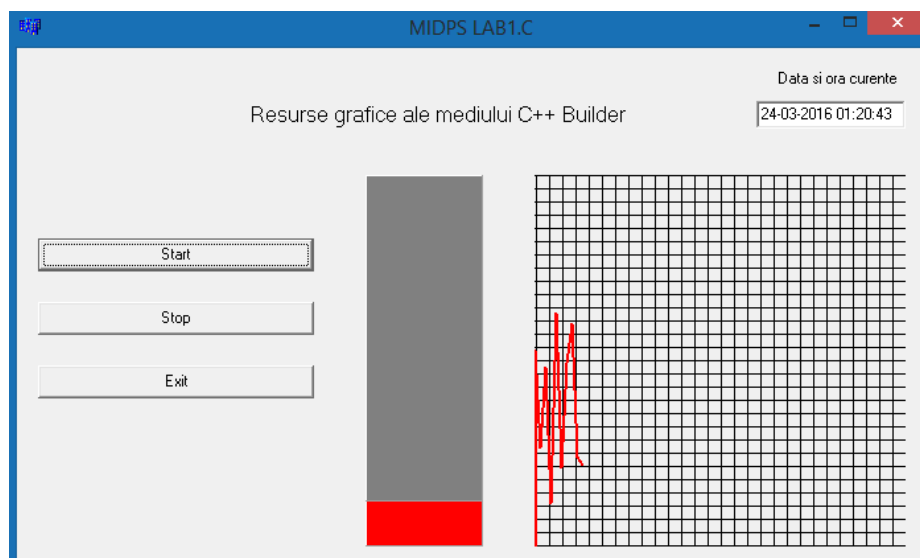 MIDPS LAB1.C
Data si ora curente
Resurse grafice ale mediului C++ Builder
24-03-2016 01:20:43
Start
Stop
Exit